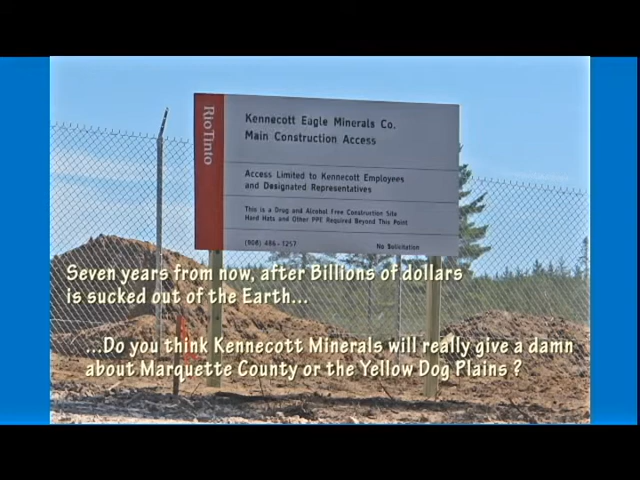 RioTinto
Kennecott Eagle Minerals Co.
Main Construction Access
Access Limited to Kennecott Employees
and Designated Representatives
This is a Drug and Alcohol Free Construction Site
Hard Hats and Other PPE Required Beyond This Point
(906) 486-1257 No Solicitation
Seven years from now, after Billions of dollars
is sucked out of the Earth...
...Do you think Kennecott Minerals will really give a damn
about Marquette County or the Yellow Dog Plains ?